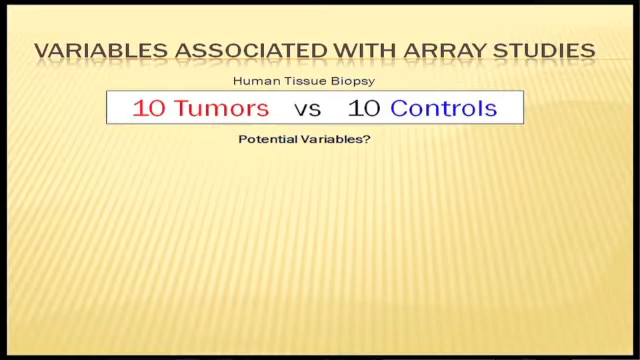 VARIABLES ASSOCIATED WITH ARRAY STUDIES
Human Tissue Biopsy
10 Tumors vs 10 Controls
Potential Variables?